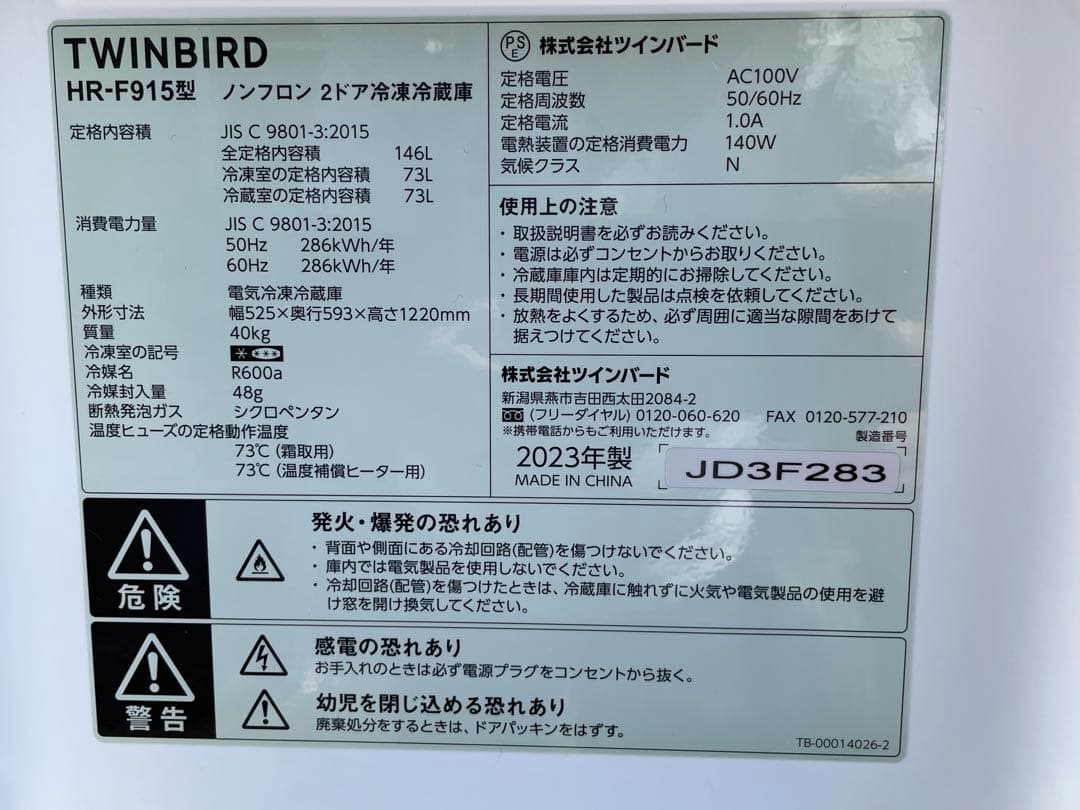 TWINBIRD
HR-F915型 ノンフロン 2ドア冷凍冷蔵庫
定格内容積 JIS C 9801-3:2015
全定格内容積 146L
冷凍室の定格内容積 73L
冷蔵室の定格内容積 73L
消費電力量 JIS C 9801-3:2015
50Hz 286kWh/年
60Hz 286kWh/年
種類 電気冷凍冷蔵庫
外形寸法 幅525×奥行593×高さ1220mm
質量 40kg
冷凍室の記号
冷媒名 R600a
冷媒封入量 48g
断熱発泡ガス シクロペンタン
温度ヒューズの定格動作温度
73℃（霜取用）
73℃（温度補償ヒーター用）
PSE 株式会社ツインバード
定格電圧 AC100V
定格周波数 50/60Hz
定格電流 1.0A
電熱装置の定格消費電力 140W
気候クラス N
使用上の注意
・取扱説明書を必ずお読みください。
・電源は必ずコンセントからお取りください。
・冷蔵庫庫内は定期的にお掃除してください。
・長期間使用した製品は点検を依頼してください。
・放熱をよくするため、必ず周囲に適当な隙間をあけて
据えつけてください。
株式会社ツインバード
新潟県燕市吉田西太田2084-2
(フリーダイヤル) 0120-060-620 FAX 0120-577-210
※携帯電話からもご利用いただけます。
製造番号
2023年製
MADE IN CHINA
JD3F283
危険
発火・爆発の恐れあり
・背面や側面にある冷却回路(配管)を傷つけないでください。
・庫内では電気製品を使用しないでください。
・冷却回路(配管)を傷つけたときは、冷蔵庫に触れずに火気や電気製品の使用を避
け窓を開け換気してください。
警告
感電の恐れあり
お手入れのときは必ず電源プラグをコンセントから抜く。
幼児を閉じ込める恐れあり
廃棄処分をするときは、ドアパッキンをはずす。
TB-00014026-2